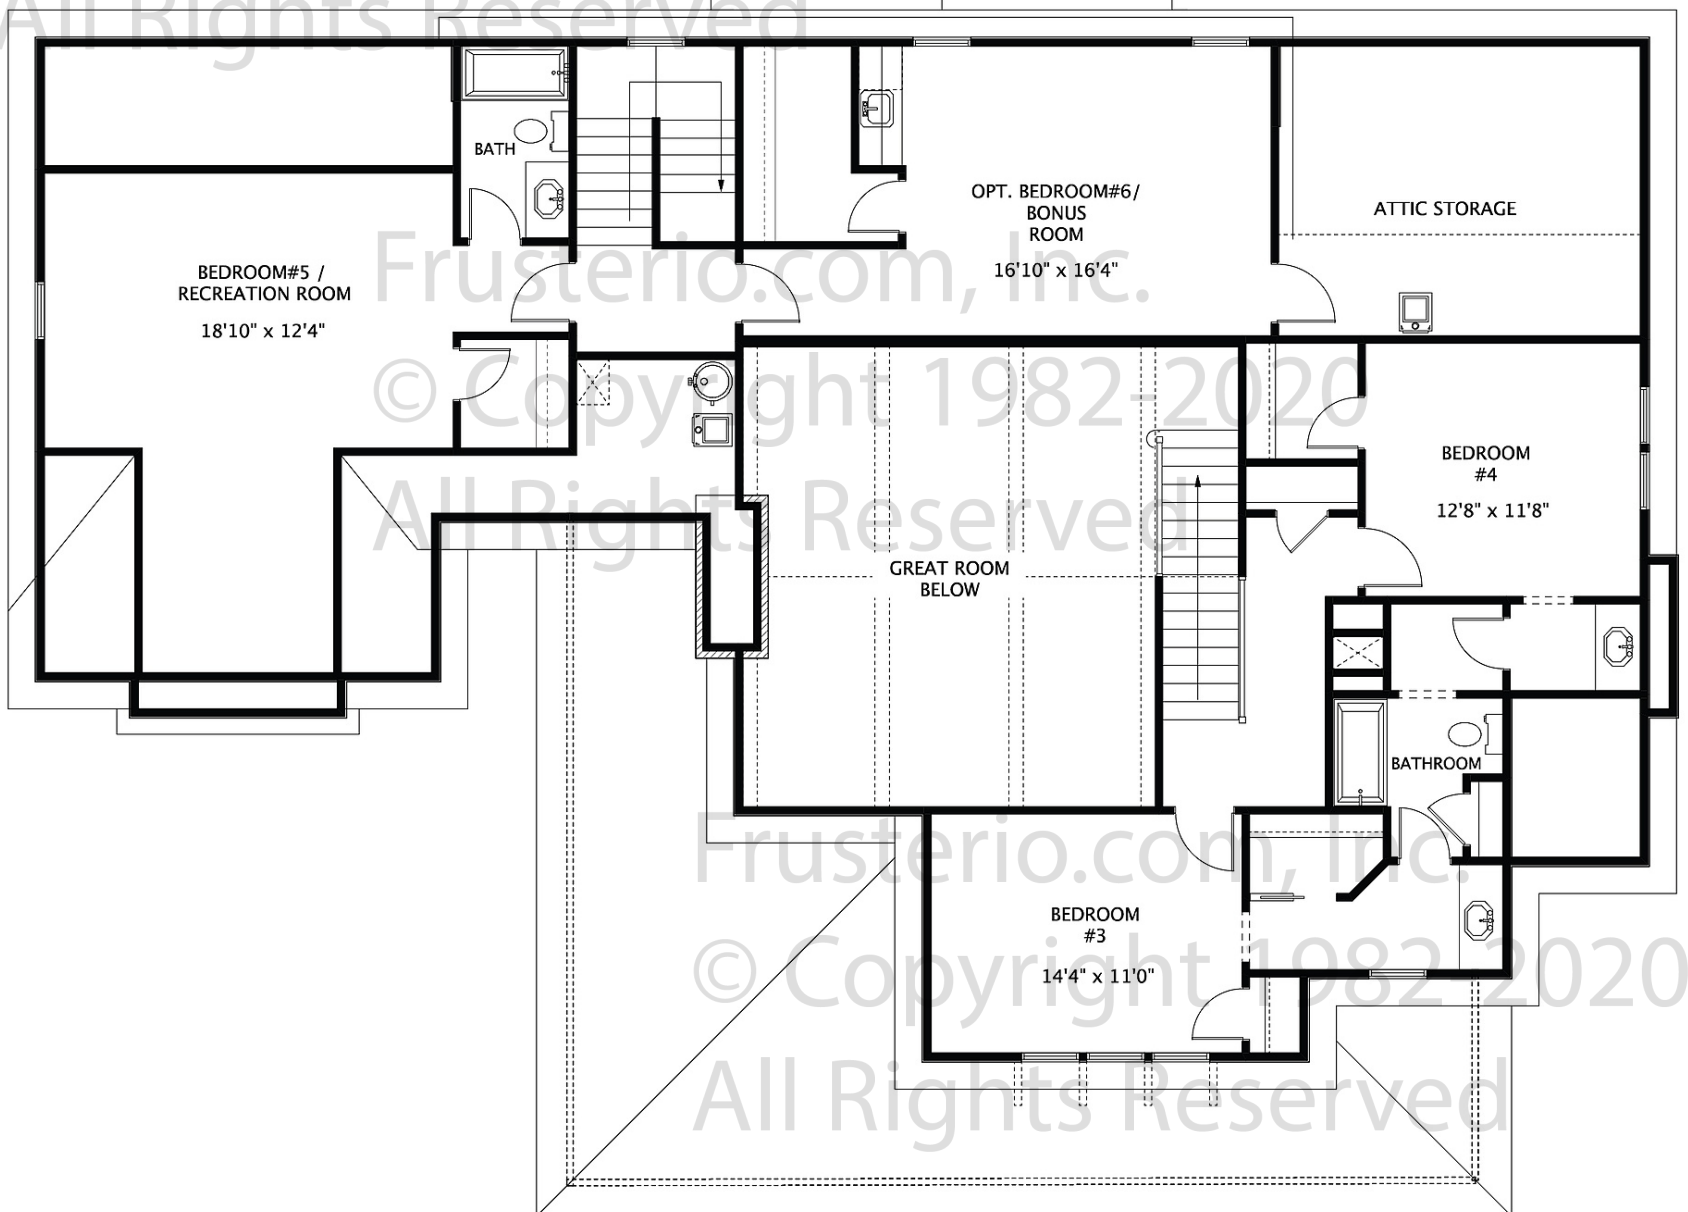 All Rights Reserved
BATH
OPT. BEDROOM#6/
BONUS
ROOM
16'10" x 16'4"
ATTIC STORAGE
BEDROOM#5 /
RECREATION ROOM
18'10" x 12'4"
Frusterio.com, Inc.
© Copyright 1982-2020
All Rights Reserved
BEDROOM
#4
12'8" x 11'8"
GREAT ROOM
BELOW
BATHROOM
Frusterio.com, Inc.
BEDROOM
#3
14'4" x 11'0"
© Copyright 1982-2020
All Rights Reserved